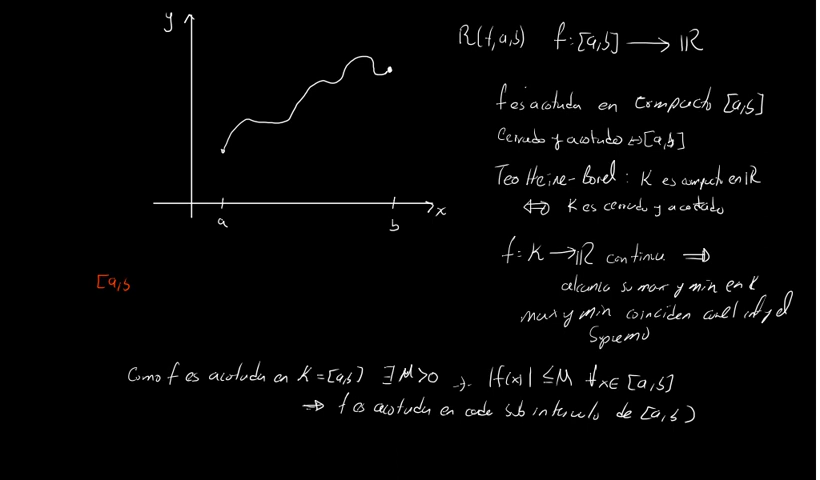 y
R(f,a,b) f:[a,b] → ℝ
f es acotada en compacto [a,b]
Cerrado y acotado ↔ [a,b]
Teo Heine-Borel: K es compacto en ℝ
⇔ K es cerrado y acotado
a b x
f: K → ℝ continua ⇒
alcanza su max y min en K
[a,b
max y min coinciden con el inf y el
Supremo
Como f es acotada en K = [a,b] ∃ M>0 |f(x)| ≤ M ∀ x ∈ [a,b]
⇒ f es acotada en cada sub intervalo de [a,b]